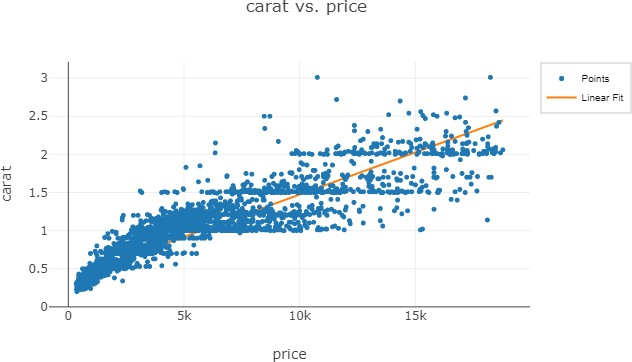 carat vs. price
3
2.5
2
1.5
1
0.5
0
0
5k
10k
15k
carat
price
Points
Linear Fit